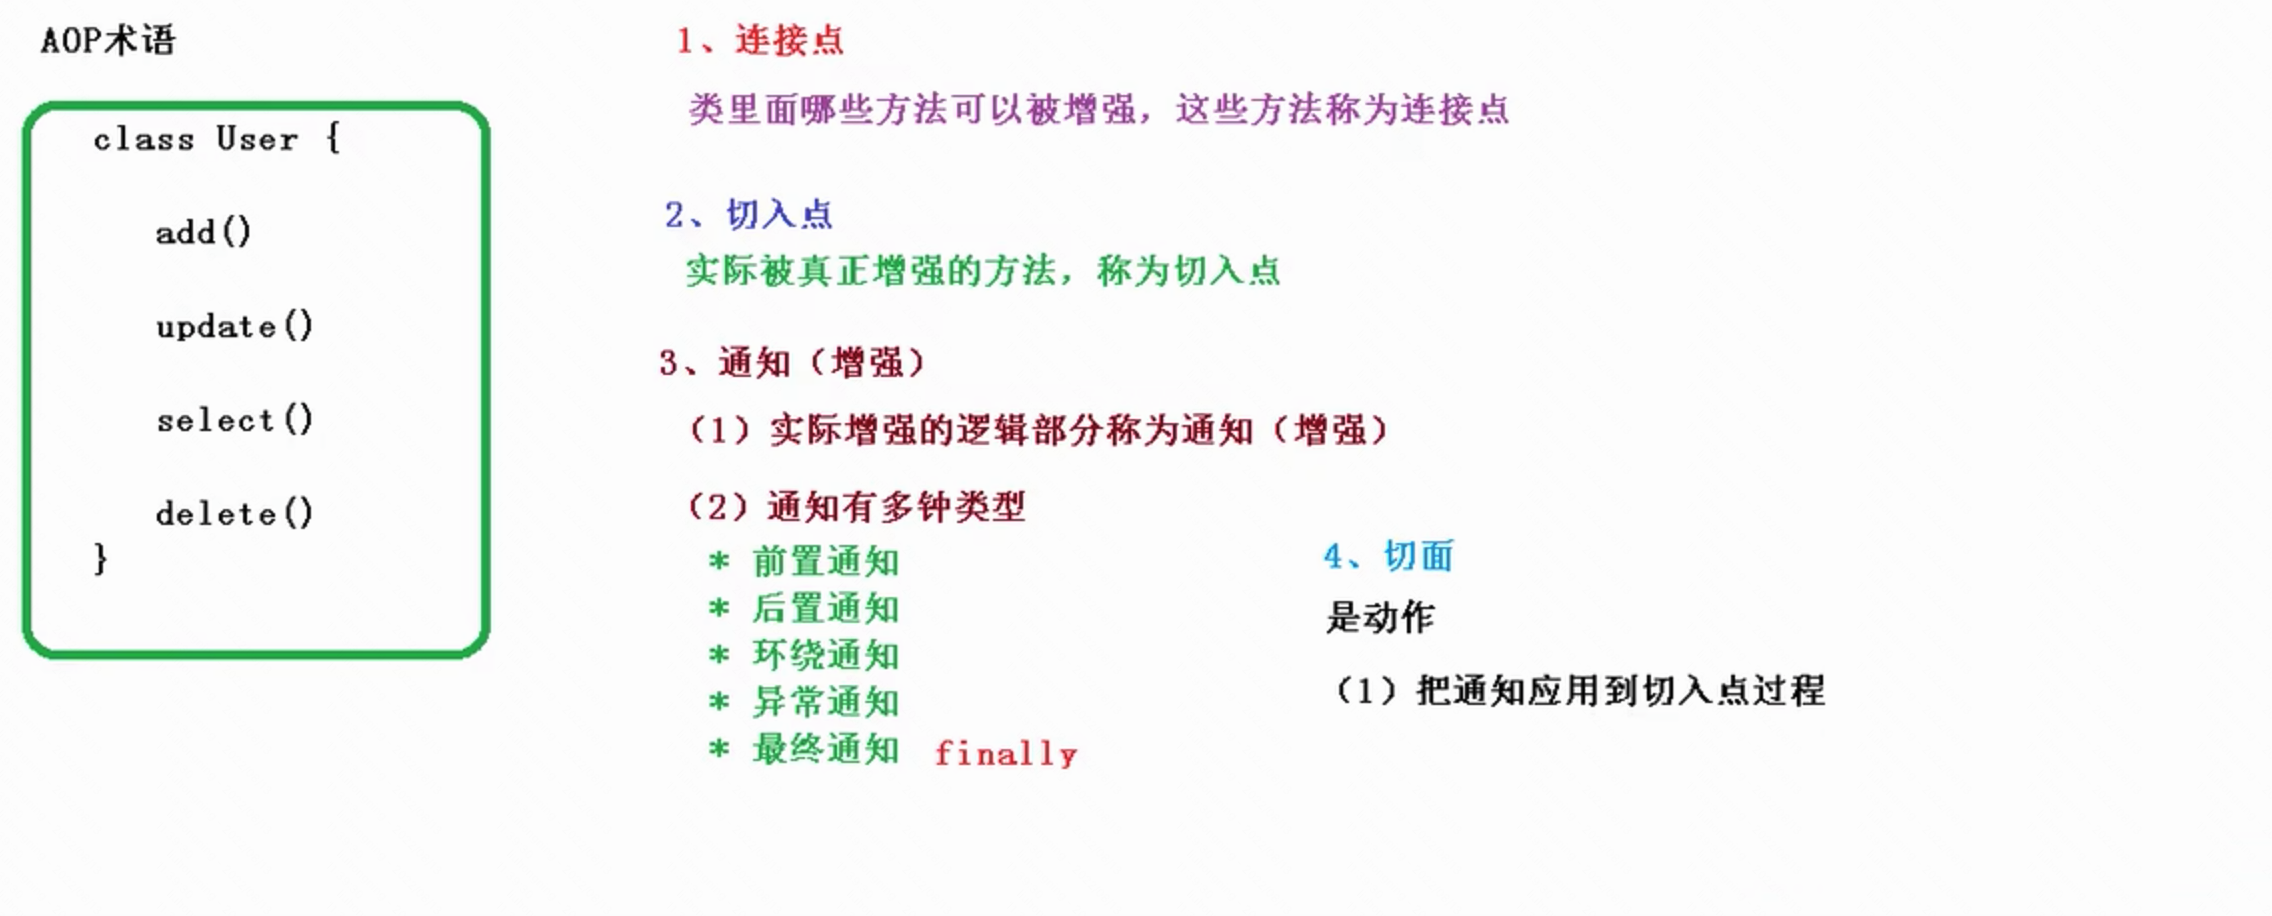 AOP术语
class User {
add()
update()
select()
delete()
}
1、连接点
类里面哪些方法可以被增强，这些方法称为连接点
2、切入点
实际被真正增强的方法，称为切入点
3、通知（增强）
（1）实际增强的逻辑部分称为通知（增强）
（2）通知有多钟类型
* 前置通知
* 后置通知
* 环绕通知
* 异常通知
* 最终通知 finally
4、切面
是动作
（1）把通知应用到切入点过程